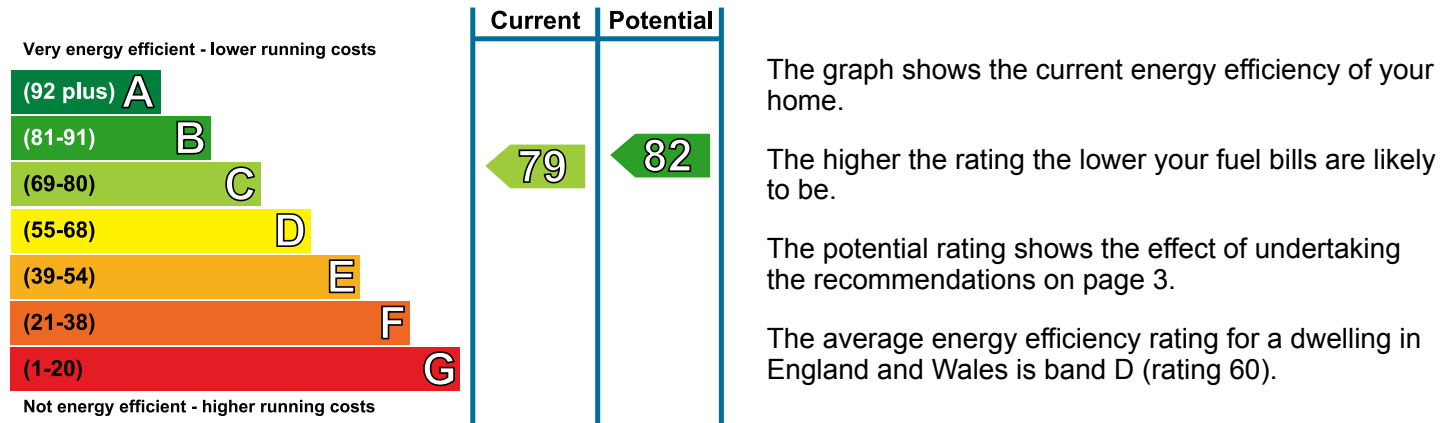 Current Potential
Very energy efficient - lower running costs
(92 plus) A
(81-91) B
(69-80) C
(55-68) D
(39-54) E
(21-38) F
(1-20) G
Not energy efficient - higher running costs
79 82
The graph shows the current energy efficiency of your
home.
The higher the rating the lower your fuel bills are likely
to be.
The potential rating shows the effect of undertaking
the recommendations on page 3.
The average energy efficiency rating for a dwelling in
England and Wales is band D (rating 60).